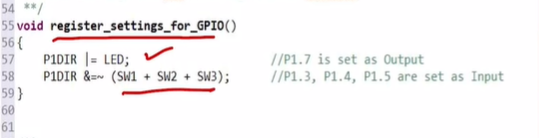 54 **/
55 void register_settings_for_GPIO()
56 {
57 P1DIR |= LED; //P1.7 is set as Output
58 P1DIR &=~ (SW1 + SW2 + SW3); //P1.3, P1.4, P1.5 are set as Input
59 }
60
61